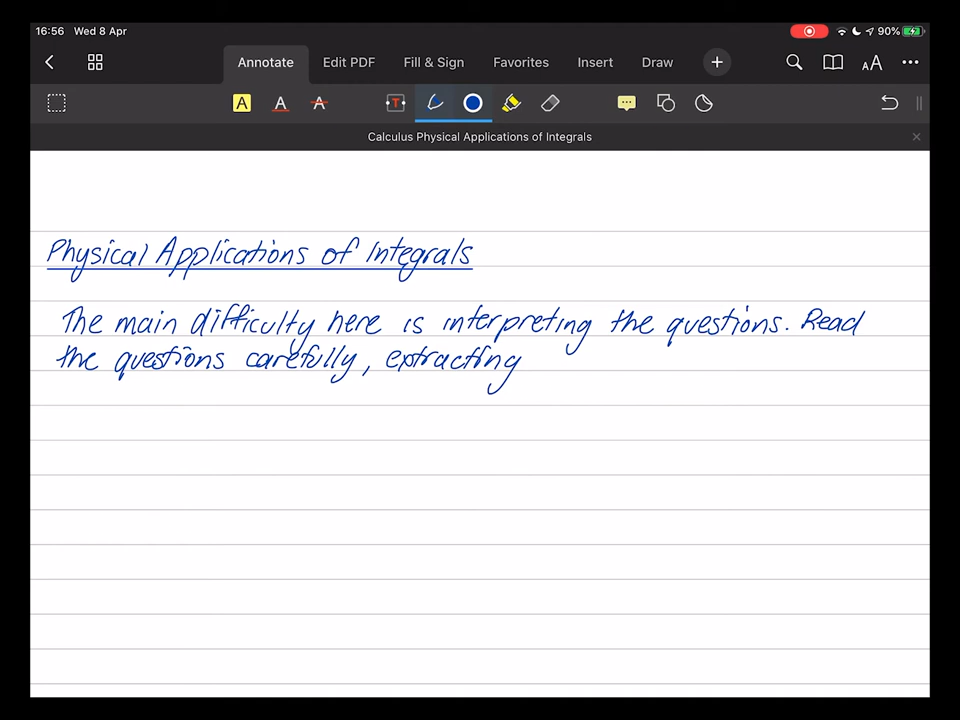 16:56 Wed 8 Apr 90%
Annotate Edit PDF Fill & Sign Favorites Insert Draw AA
A A A T
Calculus Physical Applications of Integrals
Physical Applications of Integrals
The main difficulty here is interpreting the questions. Read
the questions carefully, extracting